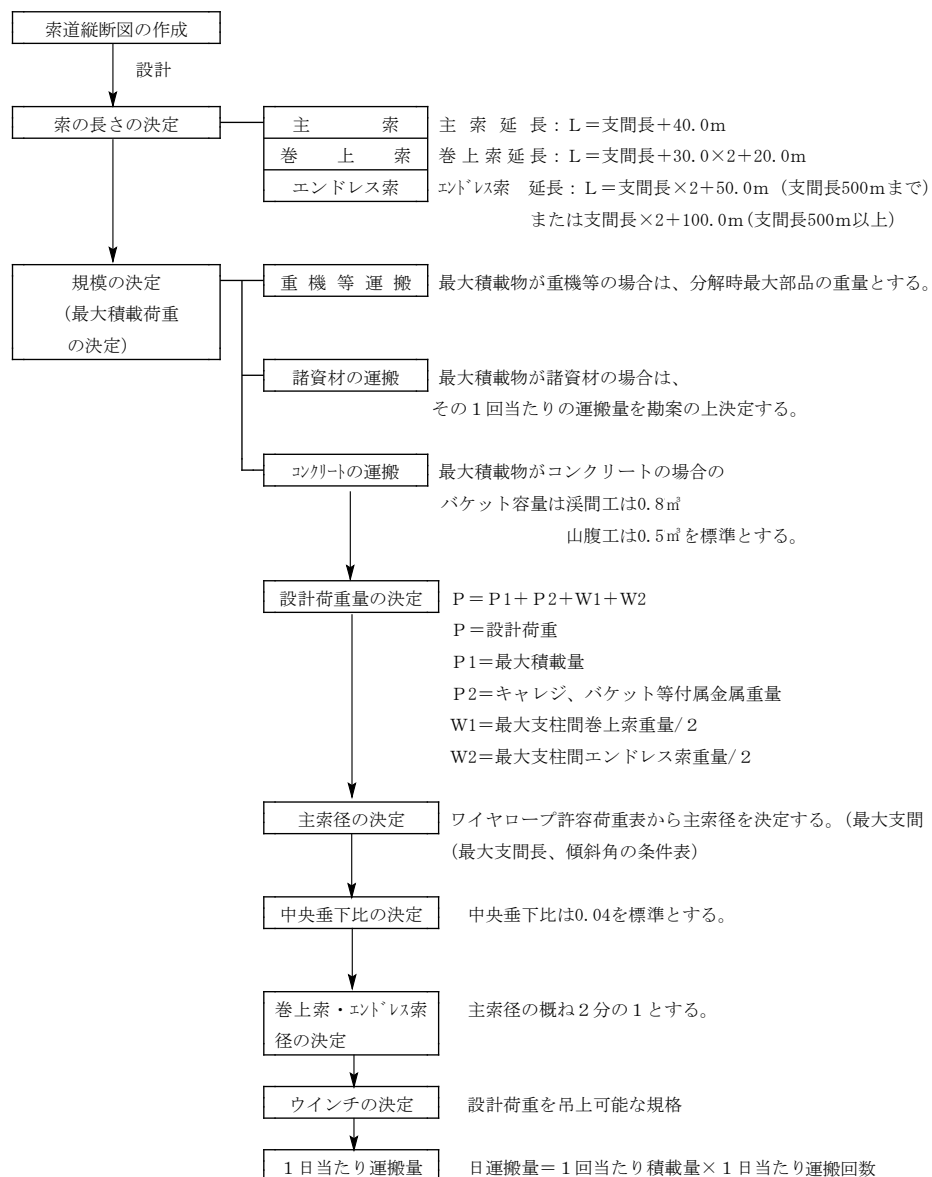 索道縦断図の作成
設計
索の長さの決定
主　　　索　主 索 延 長：L＝支間長＋40.0m
巻　上　索　巻上索延長：L＝支間長＋30.0×2＋20.0m
エンドレス索　ｴﾝﾄﾞﾚｽ索　延長：L＝支間長×2＋50.0m（支間長500mまで）
または支間長×2＋100.0m(支間長500m以上)
規模の決定
(最大積載荷重
の決定)
重 機 等 運 搬　最大積載物が重機等の場合は、分解時最大部品の重量とする。
諸資材の運搬　最大積載物が諸資材の場合は、
その１回当たりの運搬量を勘案の上決定する。
ｺﾝｸﾘｰﾄの運搬　最大積載物がコンクリートの場合の
バケット容量は渓間工は0.8㎥
山腹工は0.5㎥を標準とする。
設計荷重量の決定　P＝P1＋P2＋W1＋W2
P＝設計荷重
P1＝最大積載量
P2＝キャレジ、バケット等付属金属重量
W1＝最大支柱間巻上索重量/２
W2＝最大支柱間エンドレス索重量/２
主索径の決定　ワイヤロープ許容荷重表から主索径を決定する。(最大支間
(最大支間長、傾斜角の条件表)
中央垂下比の決定　中央垂下比は0.04を標準とする。
巻上索・ｴﾝﾄﾞﾚｽ索　主索径の概ね２分の１とする。
径の決定
ウインチの決定　設計荷重を吊上可能な規格
１日当たり運搬量　日運搬量＝１回当たり積載量×１日当たり運搬回数